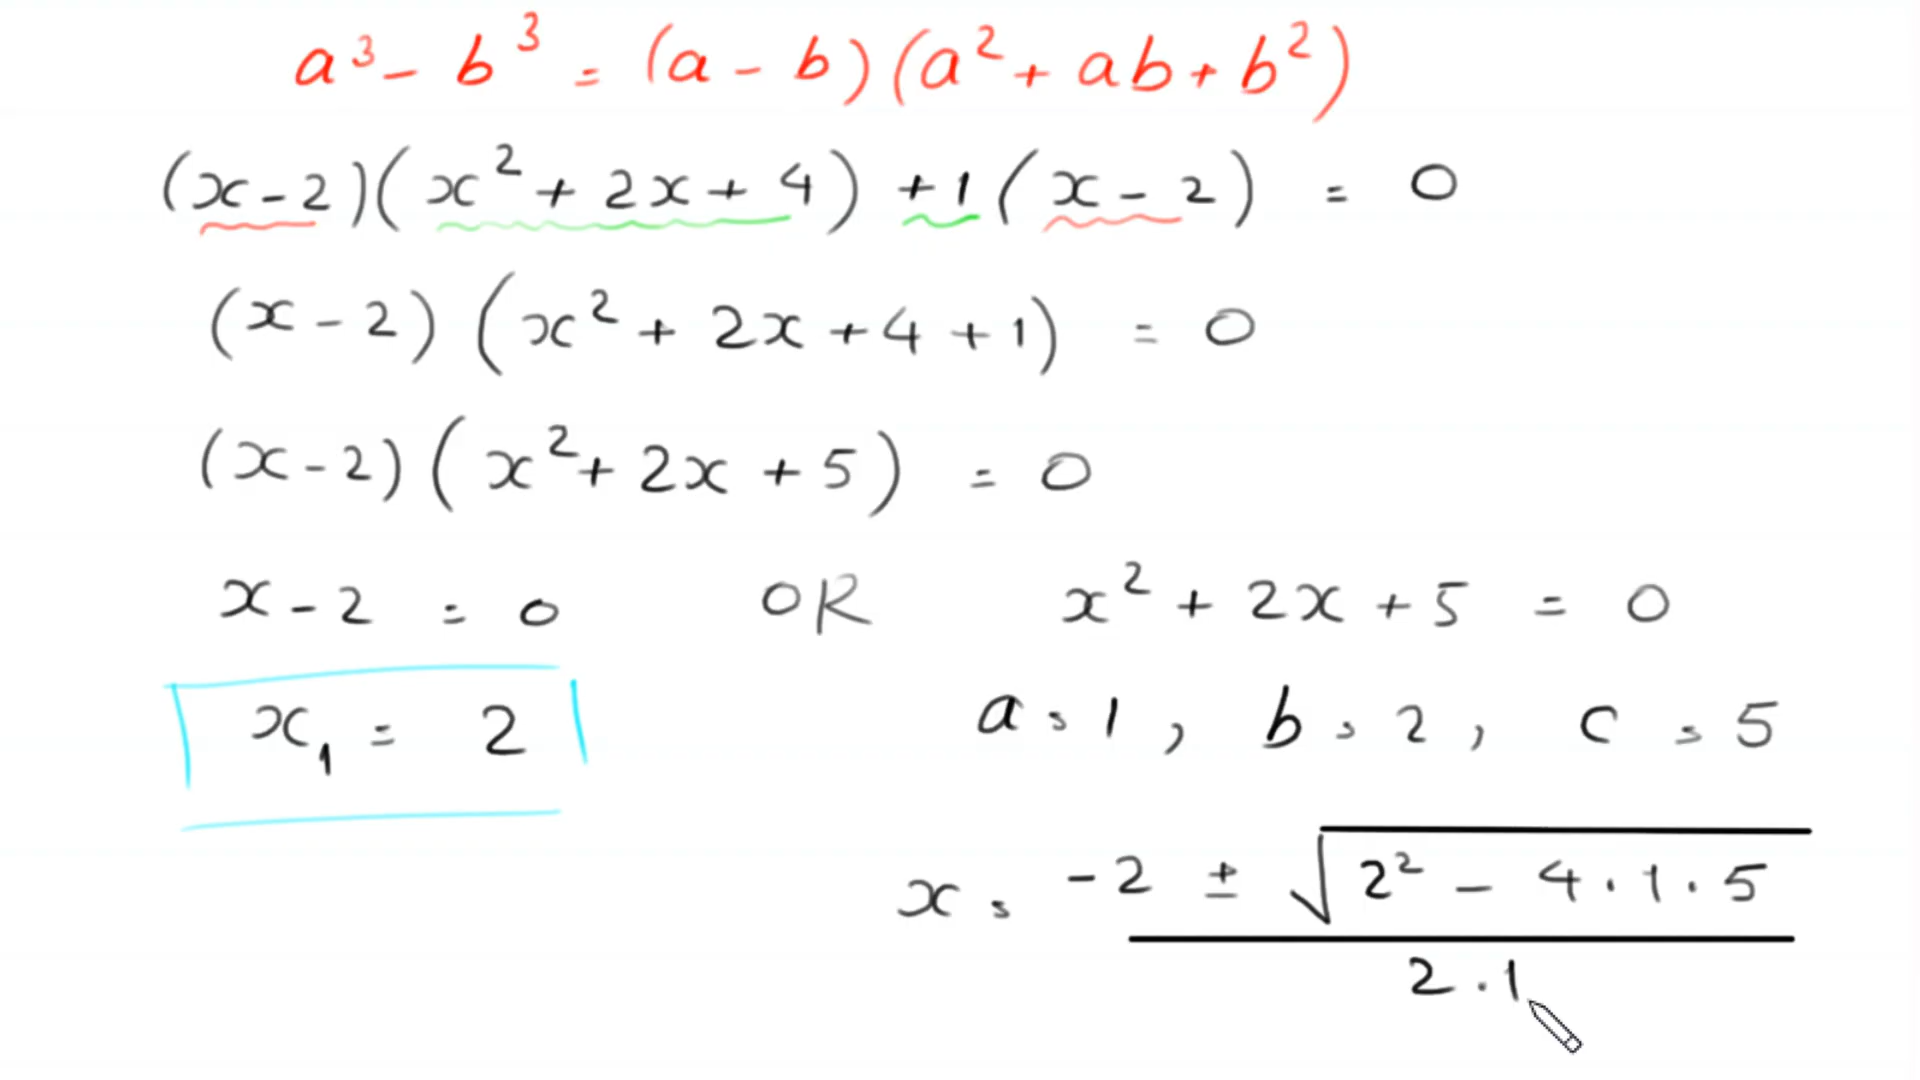 a³ - b³ = (a - b)(a² + ab + b²)
(x-2)(x² + 2x + 4) +1(x - 2) = 0
(x - 2)(x² + 2x + 4 + 1) = 0
(x-2)(x² + 2x + 5) = 0
x - 2 = 0 OR x² + 2x + 5 = 0
x₁ = 2 a = 1, b = 2, c = 5
x = (-2 ± √(2² - 4·1·5)) / (2·1)